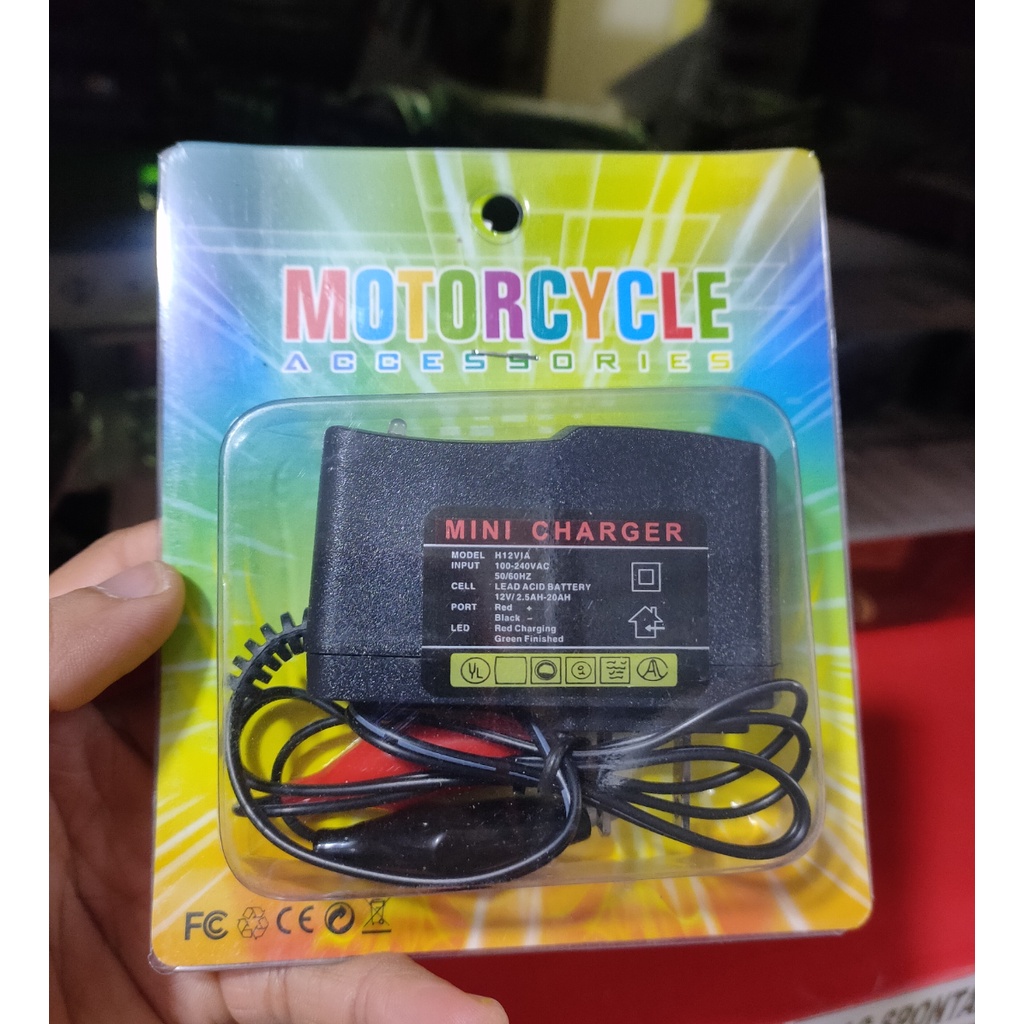 MOTORCYCLE
ACCESSORIES
MINI CHARGER
MODEL H12VIA
INPUT 100-240VAC
50/60HZ
CELL LEAD ACID BATTERY
12V/ 2.5AH-20AH
PORT Red +
Black -
LED Red Charging
Green Finished
FC CE